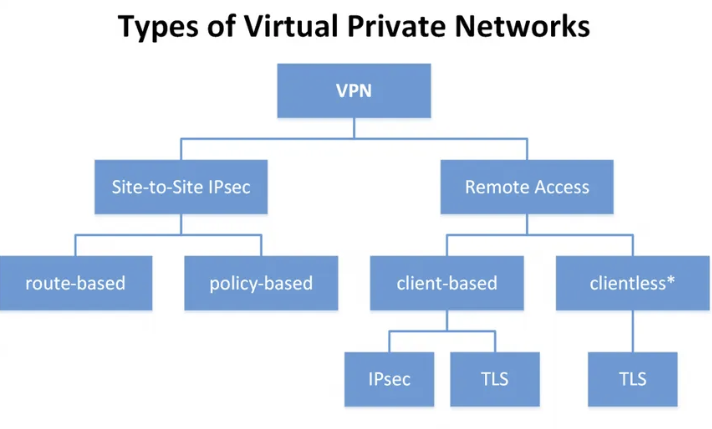 Types of Virtual Private Networks
VPN
Site-to-Site IPsec
Remote Access
route-based
policy-based
client-based
clientless*
IPsec
TLS
TLS